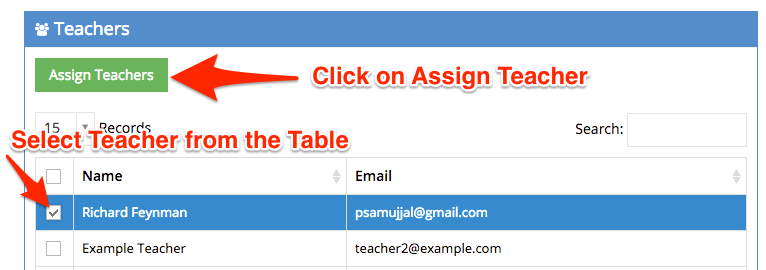 Teachers
Assign Teachers
Click on Assign Teacher
15 Records
Search:
Select Teacher from the Table
Name Email
Richard Feynman psamujjal@gmail.com
Example Teacher teacher2@example.com